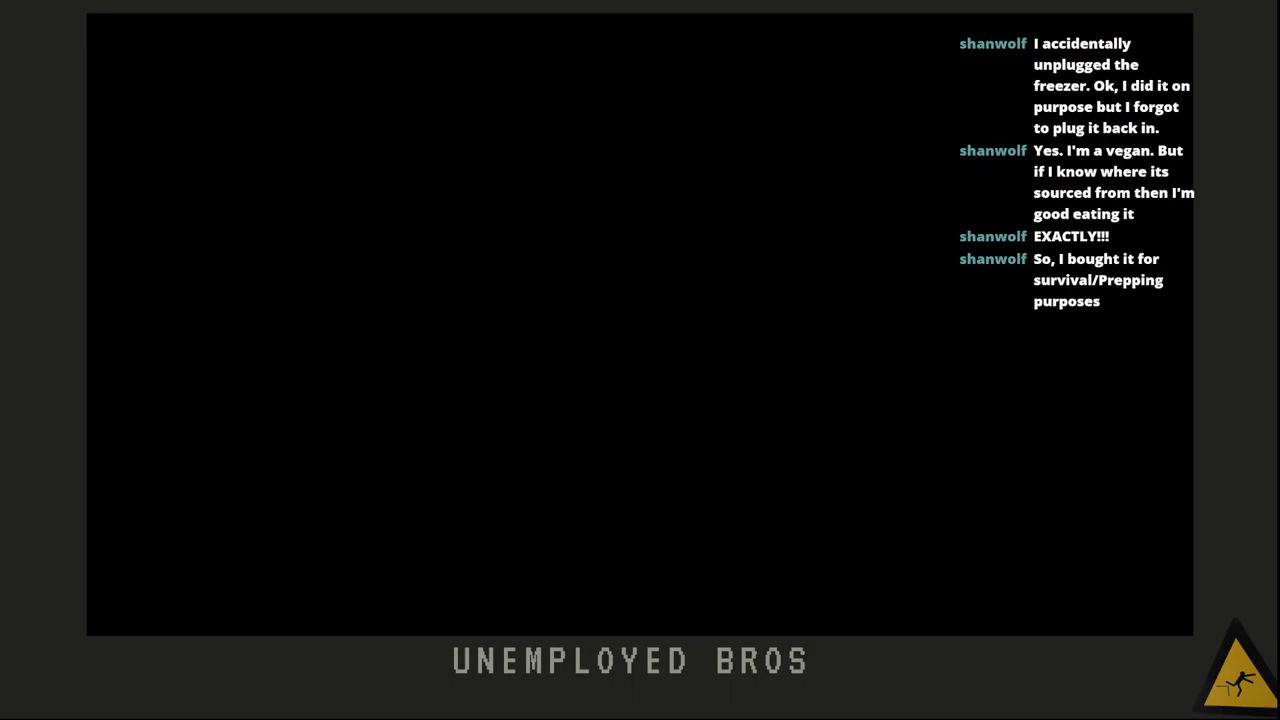 shanwolf I accidentally
unplugged the
freezer. Ok, I did it on
purpose but I forgot
to plug it back in.
shanwolf Yes. I'm a vegan. But
if I know where its
sourced from then I'm
good eating it
shanwolf EXACTLY!!!
shanwolf So, I bought it for
survival/Prepping
purposes
UNEMPLOYED BROS